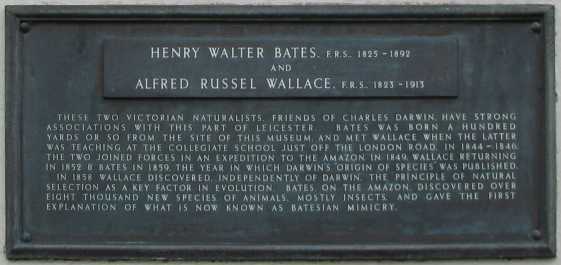 HENRY WALTER BATES, F.R.S., 1825 - 1892
AND
ALFRED RUSSEL WALLACE, F.R.S., 1823 - 1913
THESE TWO VICTORIAN NATURALISTS, FRIENDS OF CHARLES DARWIN, HAVE STRONG
ASSOCIATIONS WITH THIS PART OF LEICESTER. BATES WAS BORN A HUNDRED
YARDS OR SO FROM THE SITE OF THIS MUSEUM AND MET WALLACE WHEN THE LATTER
WAS TEACHING AT THE COLLEGIATE SCHOOL JUST OFF THE LONDON ROAD, IN 1844 - 1846.
THE TWO JOINED FORCES IN AN EXPEDITION TO THE AMAZON IN 1849, WALLACE RETURNING
IN 1852 & BATES IN 1859, THE YEAR IN WHICH DARWIN'S ORIGIN OF SPECIES WAS PUBLISHED.
IN 1858 WALLACE DISCOVERED, INDEPENDENTLY OF DARWIN, THE PRINCIPLE OF NATURAL
SELECTION AS A KEY FACTOR IN EVOLUTION. BATES, ON THE AMAZON, DISCOVERED OVER
EIGHT THOUSAND NEW SPECIES OF ANIMALS, MOSTLY INSECTS, AND GAVE THE FIRST
EXPLANATION OF WHAT IS NOW KNOWN AS BATESIAN MIMICRY.